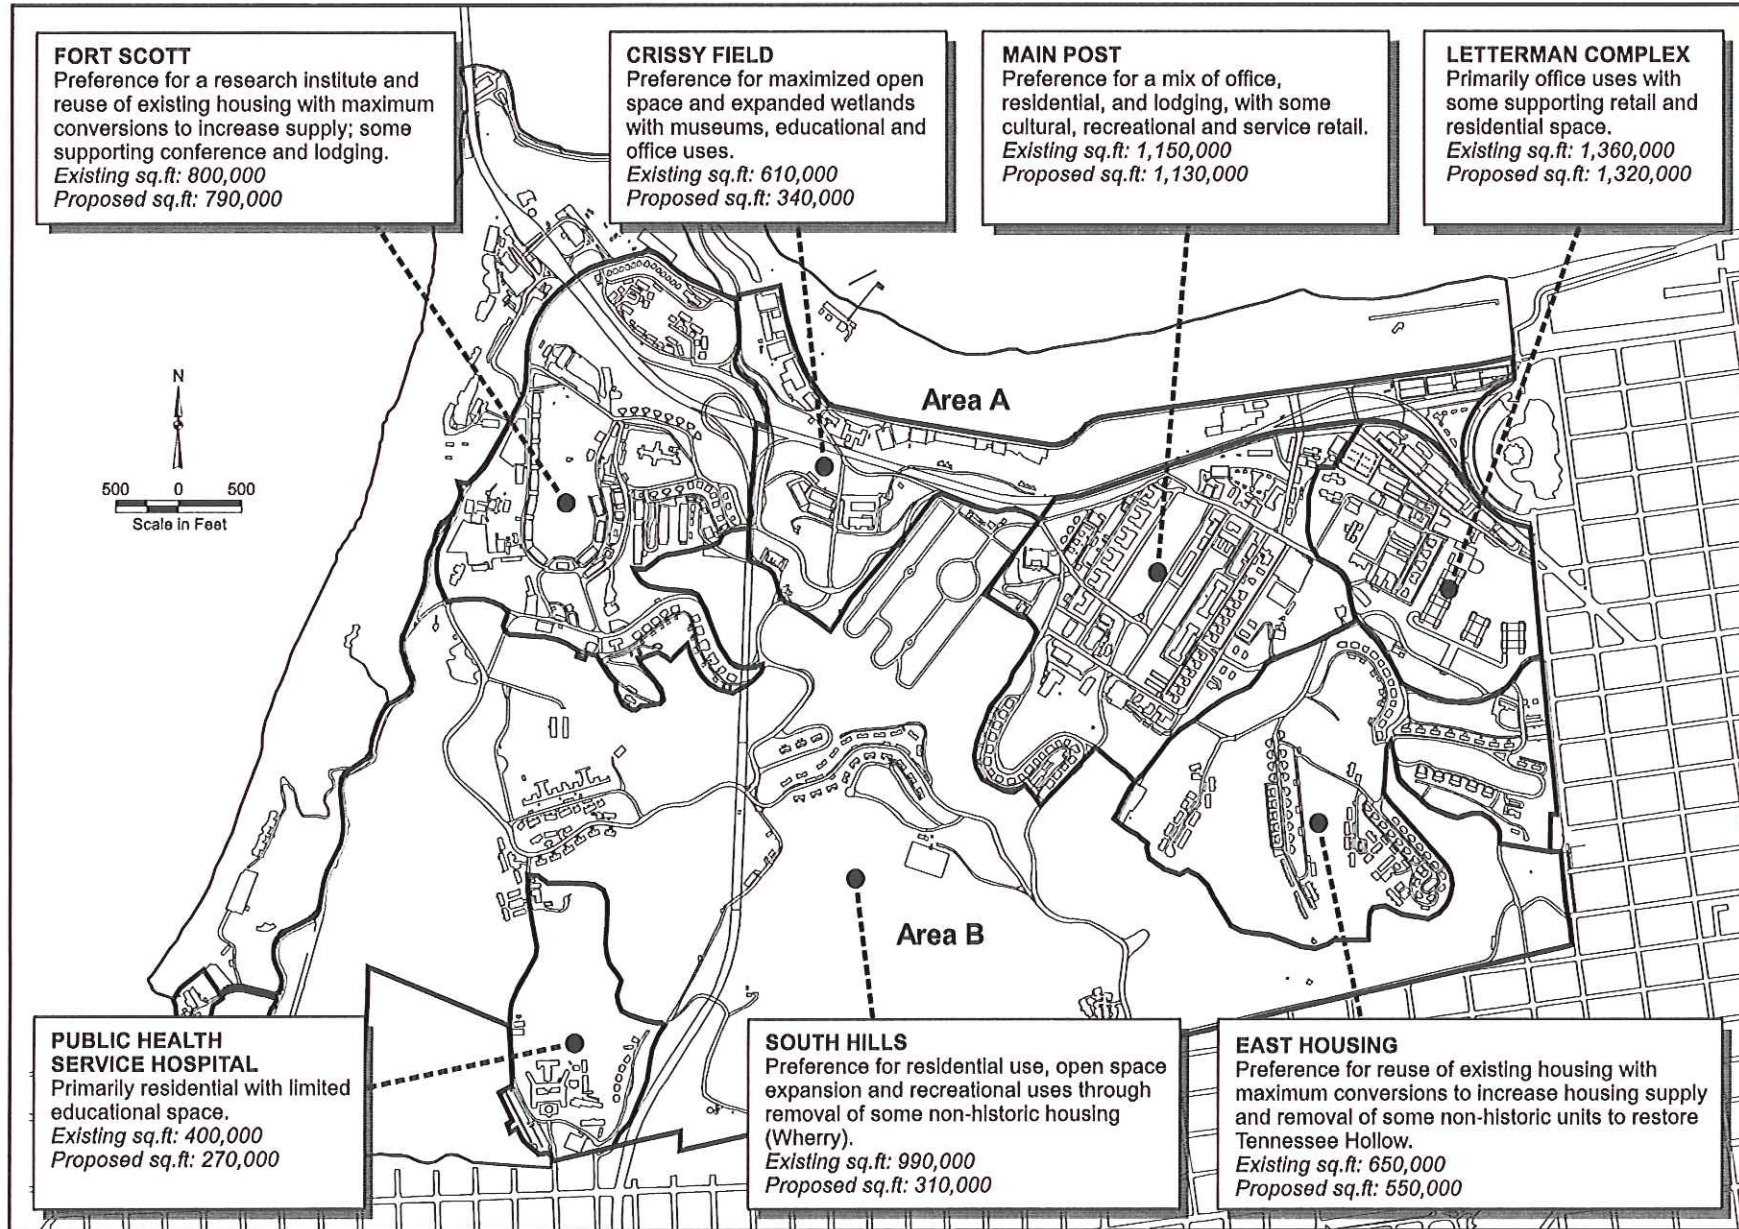 FORT SCOTT
Preference for a research institute and
reuse of existing housing with maximum
conversions to increase supply; some
supporting conference and lodging.
Existing sq.ft: 800,000
Proposed sq.ft: 790,000
CRISSY FIELD
Preference for maximized open
space and expanded wetlands
with museums, educational and
office uses.
Existing sq.ft: 610,000
Proposed sq.ft: 340,000
MAIN POST
Preference for a mix of office,
residential, and lodging, with some
cultural, recreational and service retail.
Existing sq.ft: 1,150,000
Proposed sq.ft: 1,130,000
LETTERMAN COMPLEX
Primarily office uses with
some supporting retail and
residential space.
Existing sq.ft: 1,360,000
Proposed sq.ft: 1,320,000
N
500 0 500
Scale in Feet
Area A
Area B
PUBLIC HEALTH
SERVICE HOSPITAL
Primarily residential with limited
educational space.
Existing sq.ft: 400,000
Proposed sq.ft: 270,000
SOUTH HILLS
Preference for residential use, open space
expansion and recreational uses through
removal of some non-historic housing
(Wherry).
Existing sq.ft: 990,000
Proposed sq.ft: 310,000
EAST HOUSING
Preference for reuse of existing housing with
maximum conversions to increase housing supply
and removal of some non-historic units to restore
Tennessee Hollow.
Existing sq.ft: 650,000
Proposed sq.ft: 550,000